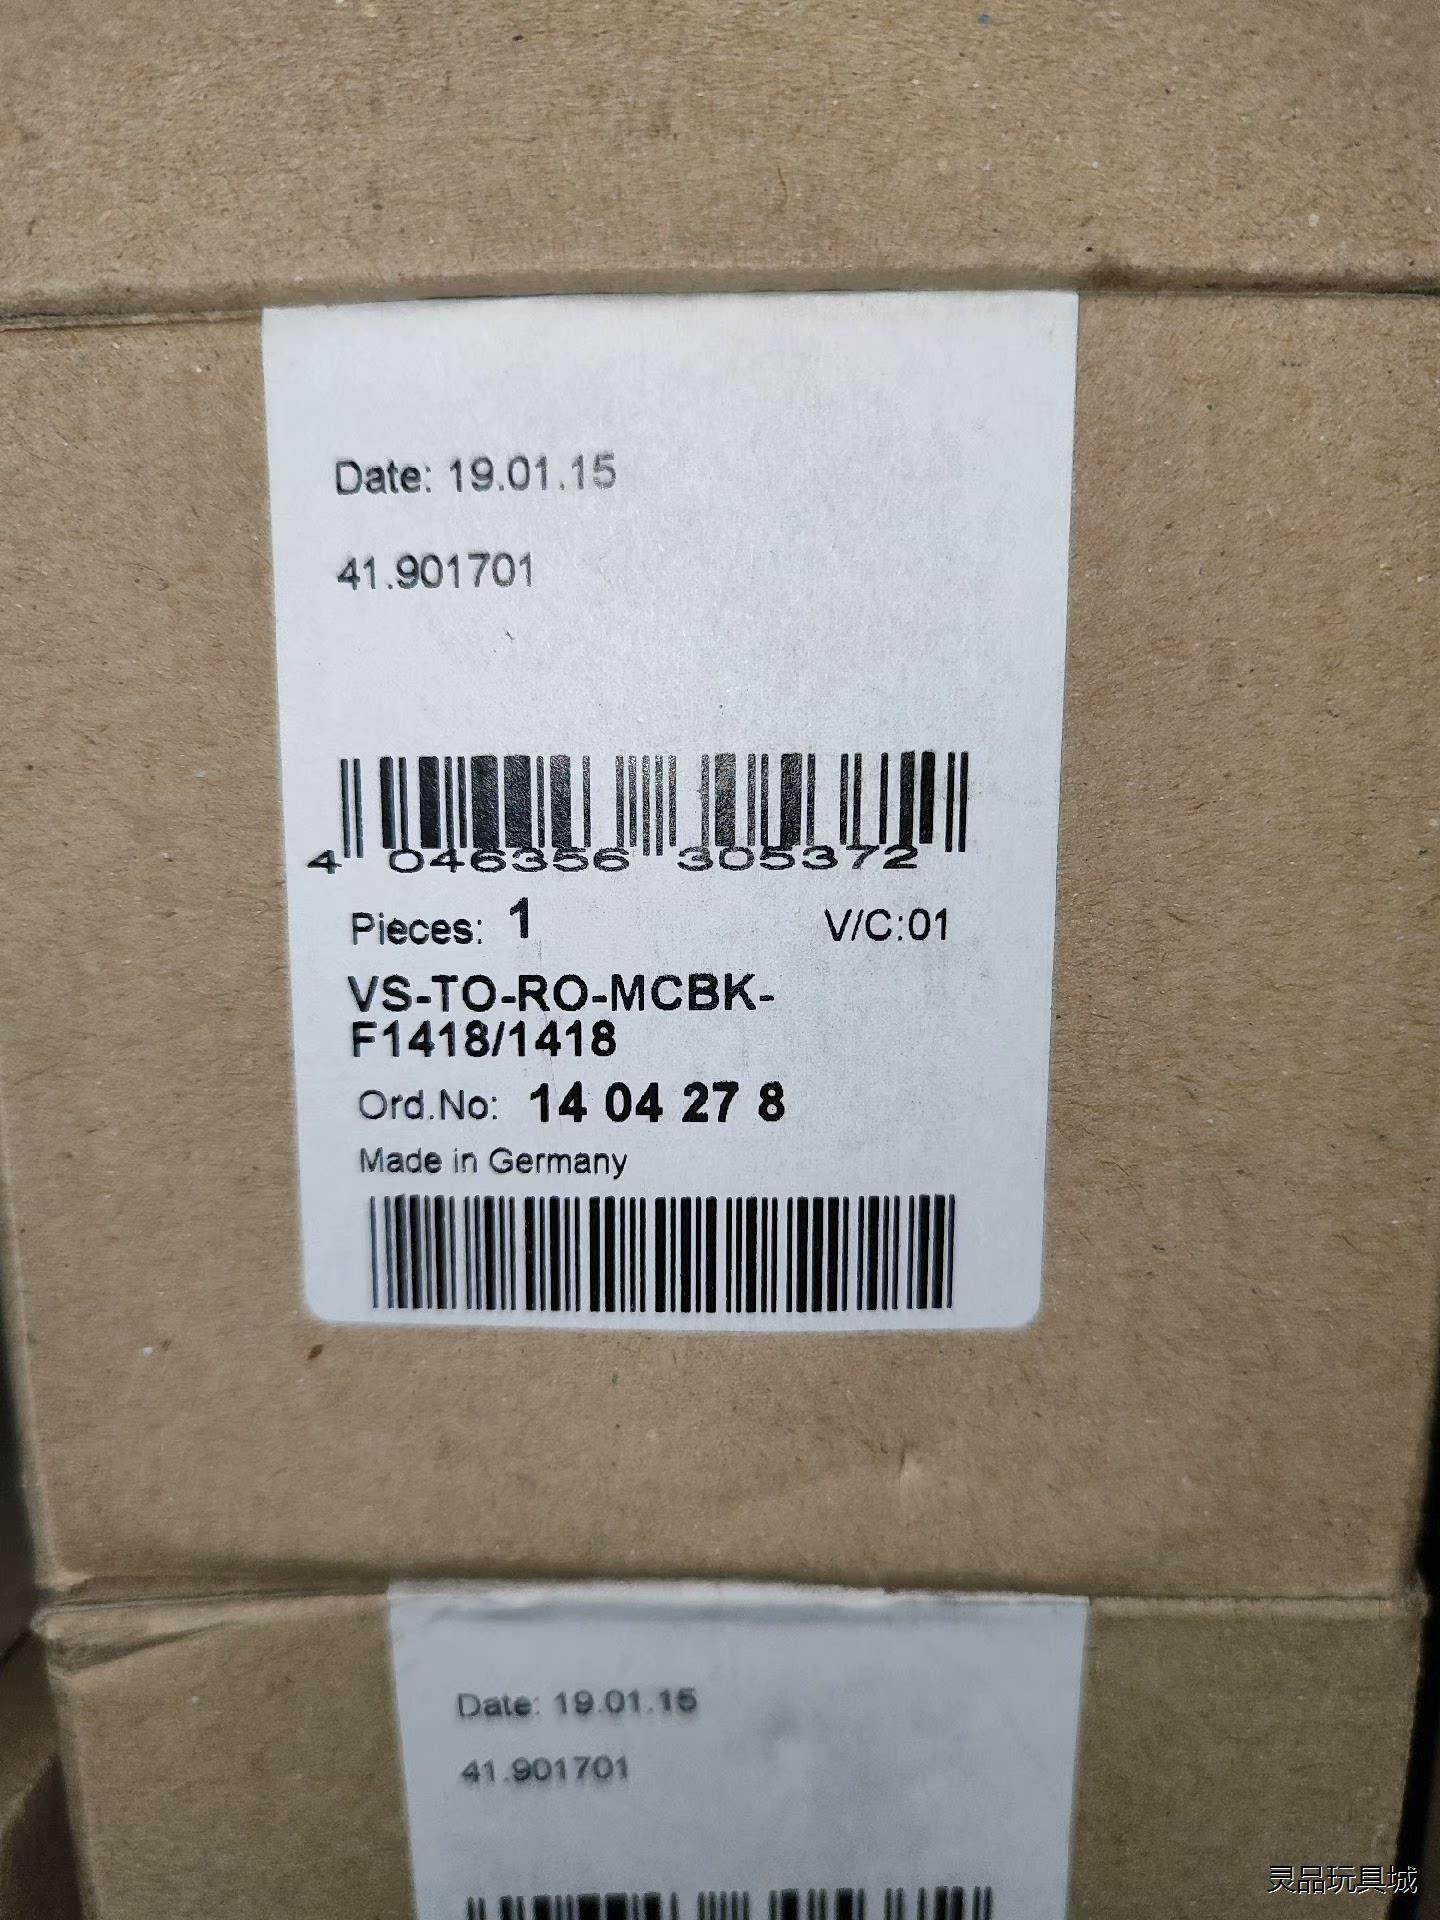 Date: 19.01.15
41.901701
4 046356 305372
Pieces: 1 V/C:01
VS-TO-RO-MCBK-
F1418/1418
Ord.No: 14 04 27 8
Made in Germany
Date: 19.01.15
41.901701
灵品玩具城